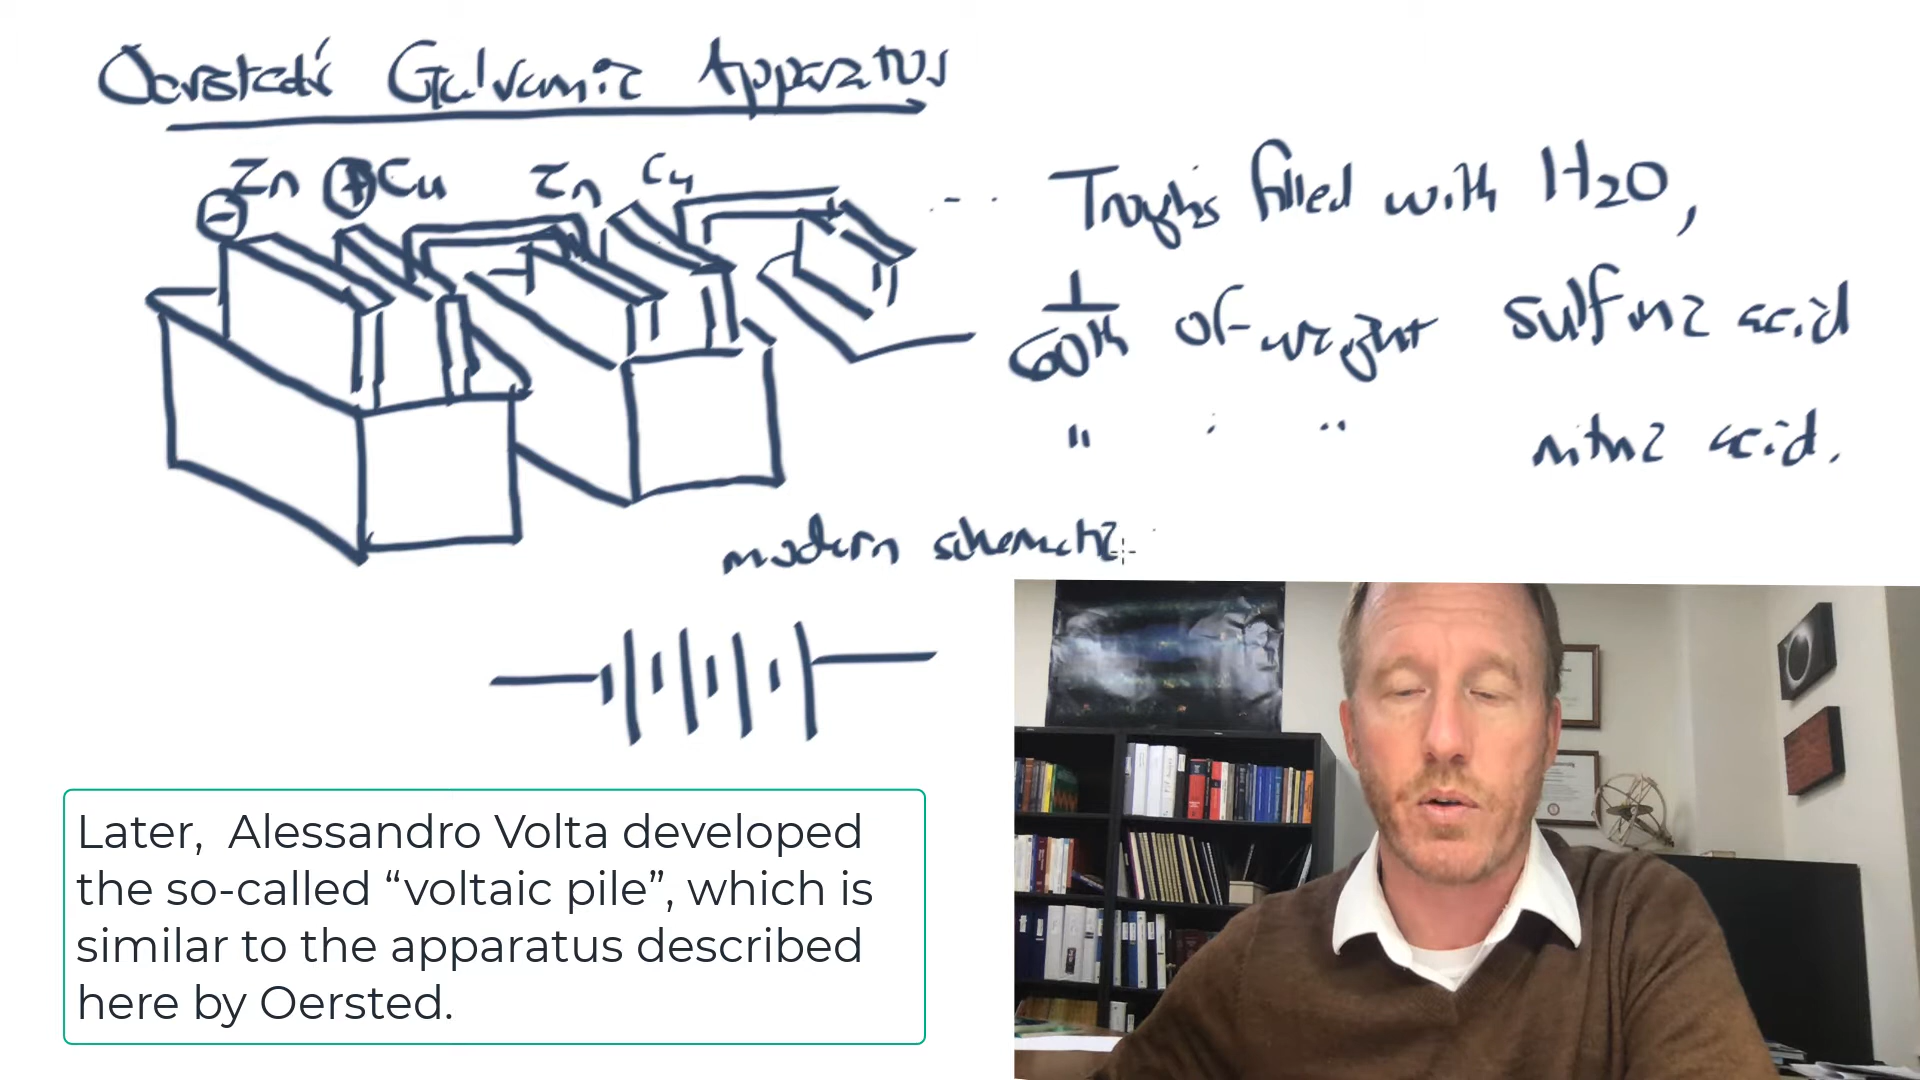 Oersted's Galvanic Apparatus
Zn + Cu Zn Cu
-
Troughs filled with H2O,
1/60th of weight sulfuric acid
" " " nitric acid.
modern schematic
Later, Alessandro Volta developed
the so-called “voltaic pile”, which is
similar to the apparatus described
here by Oersted.